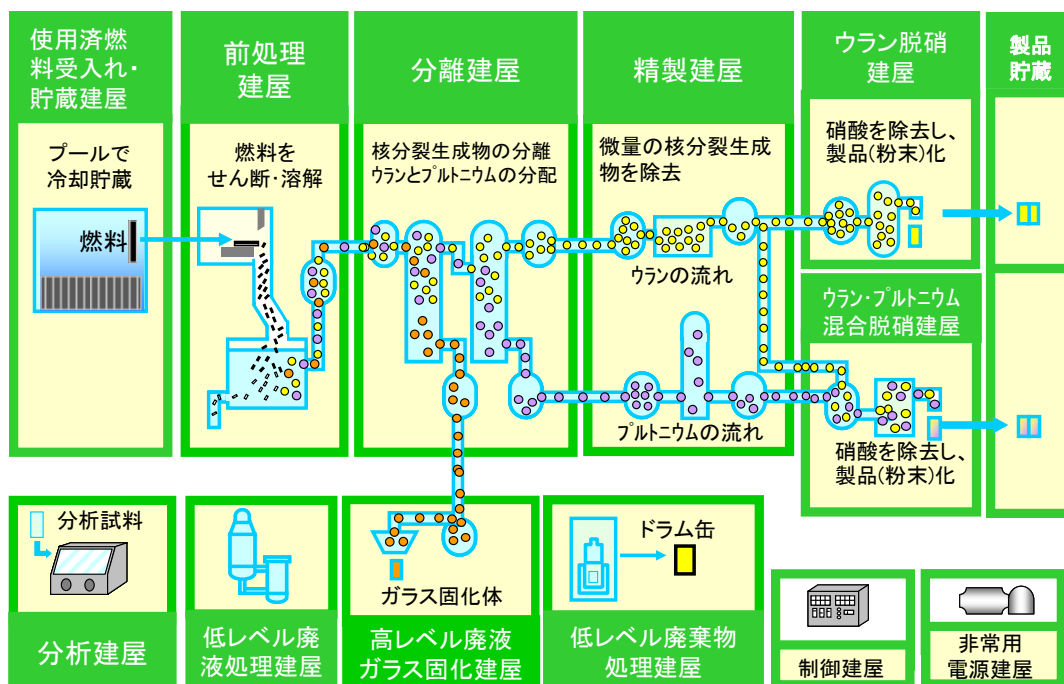 使用済燃
料受入れ・
貯蔵建屋
プールで
冷却貯蔵
燃料
前処理
建屋
燃料を
せん断・溶解
分離建屋
核分裂生成物の分離
ウランとプルトニウムの分配
精製建屋
微量の核分裂生成
物を除去
ウランの流れ
プルトニウムの流れ
ウラン脱硝
建屋
硝酸を除去し、
製品(粉末)化
ウラン・プルトニウム
混合脱硝建屋
硝酸を除去し、
製品(粉末)化
製品
貯蔵
分析試料
分析建屋
低レベル廃
液処理建屋
ガラス固化体
高レベル廃液
ガラス固化建屋
ドラム缶
低レベル廃棄物
処理建屋
制御建屋
非常用
電源建屋